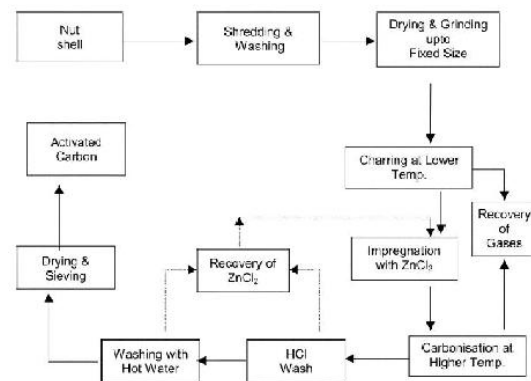 Nut
shell
Shredding &
Washing
Drying & Grinding
upto
Fixed Size
Activated
Carbon
Charring at Lower
Temp.
Recovery
of
Gases
Drying &
Sieving
Recovery of
ZnCl₂
Impregnation
with ZnCl₂
Washing with
Hot Water
HCl
Wash
Carbonisation at
Higher Temp.